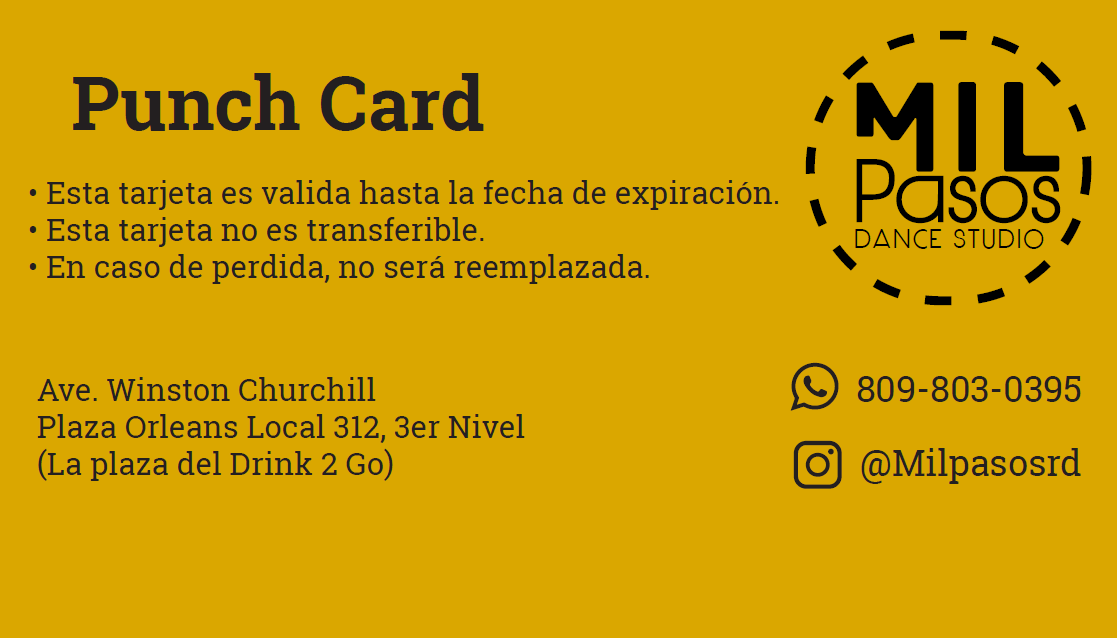 Punch Card
• Esta tarjeta es valida hasta la fecha de expiración.
• Esta tarjeta no es transferible.
• En caso de perdida, no será reemplazada.
MIL
Pasos
DANCE STUDIO
Ave. Winston Churchill
Plaza Orleans Local 312, 3er Nivel
(La plaza del Drink 2 Go)
809-803-0395
@Milpasosrd